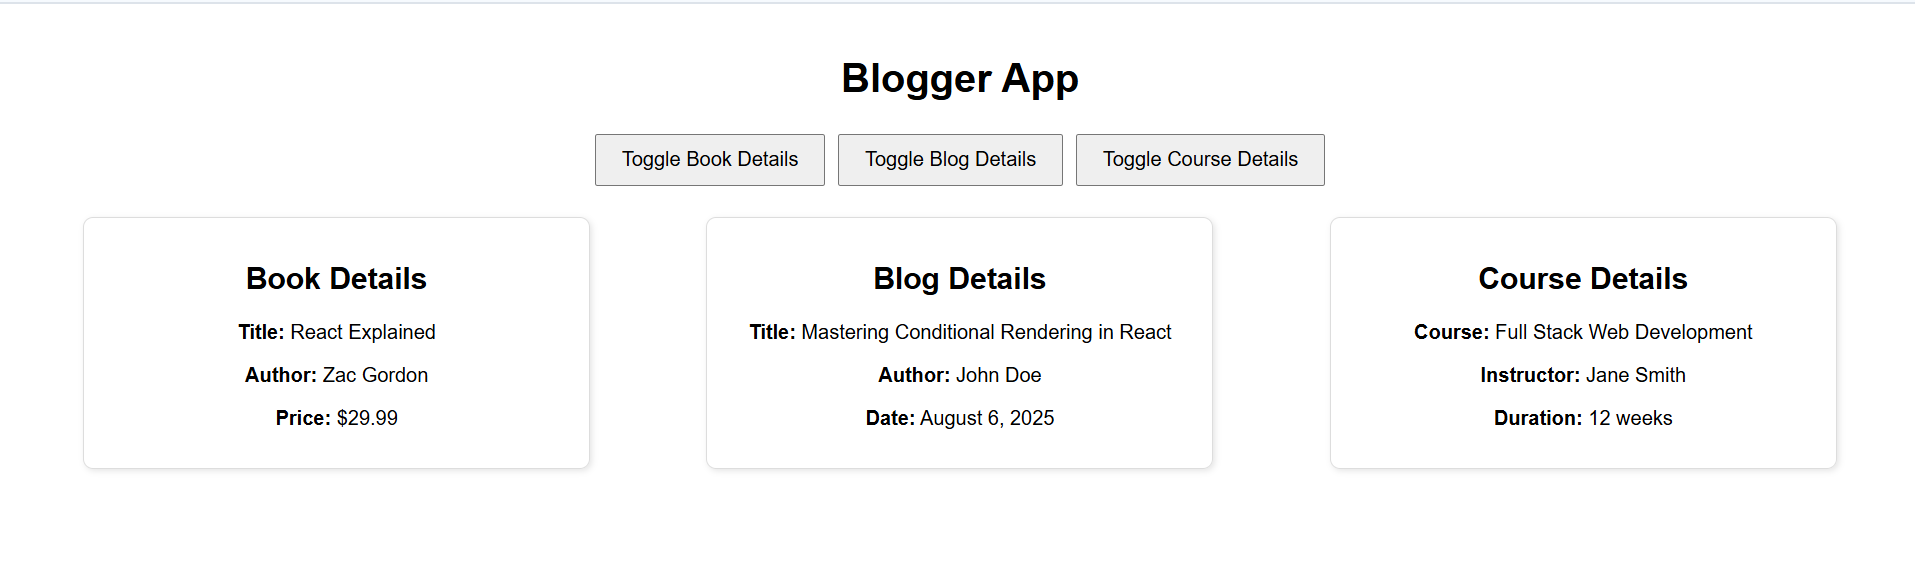 Blogger App
Toggle Book Details
Toggle Blog Details
Toggle Course Details
Book Details
Title: React Explained
Author: Zac Gordon
Price: $29.99
Blog Details
Title: Mastering Conditional Rendering in React
Author: John Doe
Date: August 6, 2025
Course Details
Course: Full Stack Web Development
Instructor: Jane Smith
Duration: 12 weeks